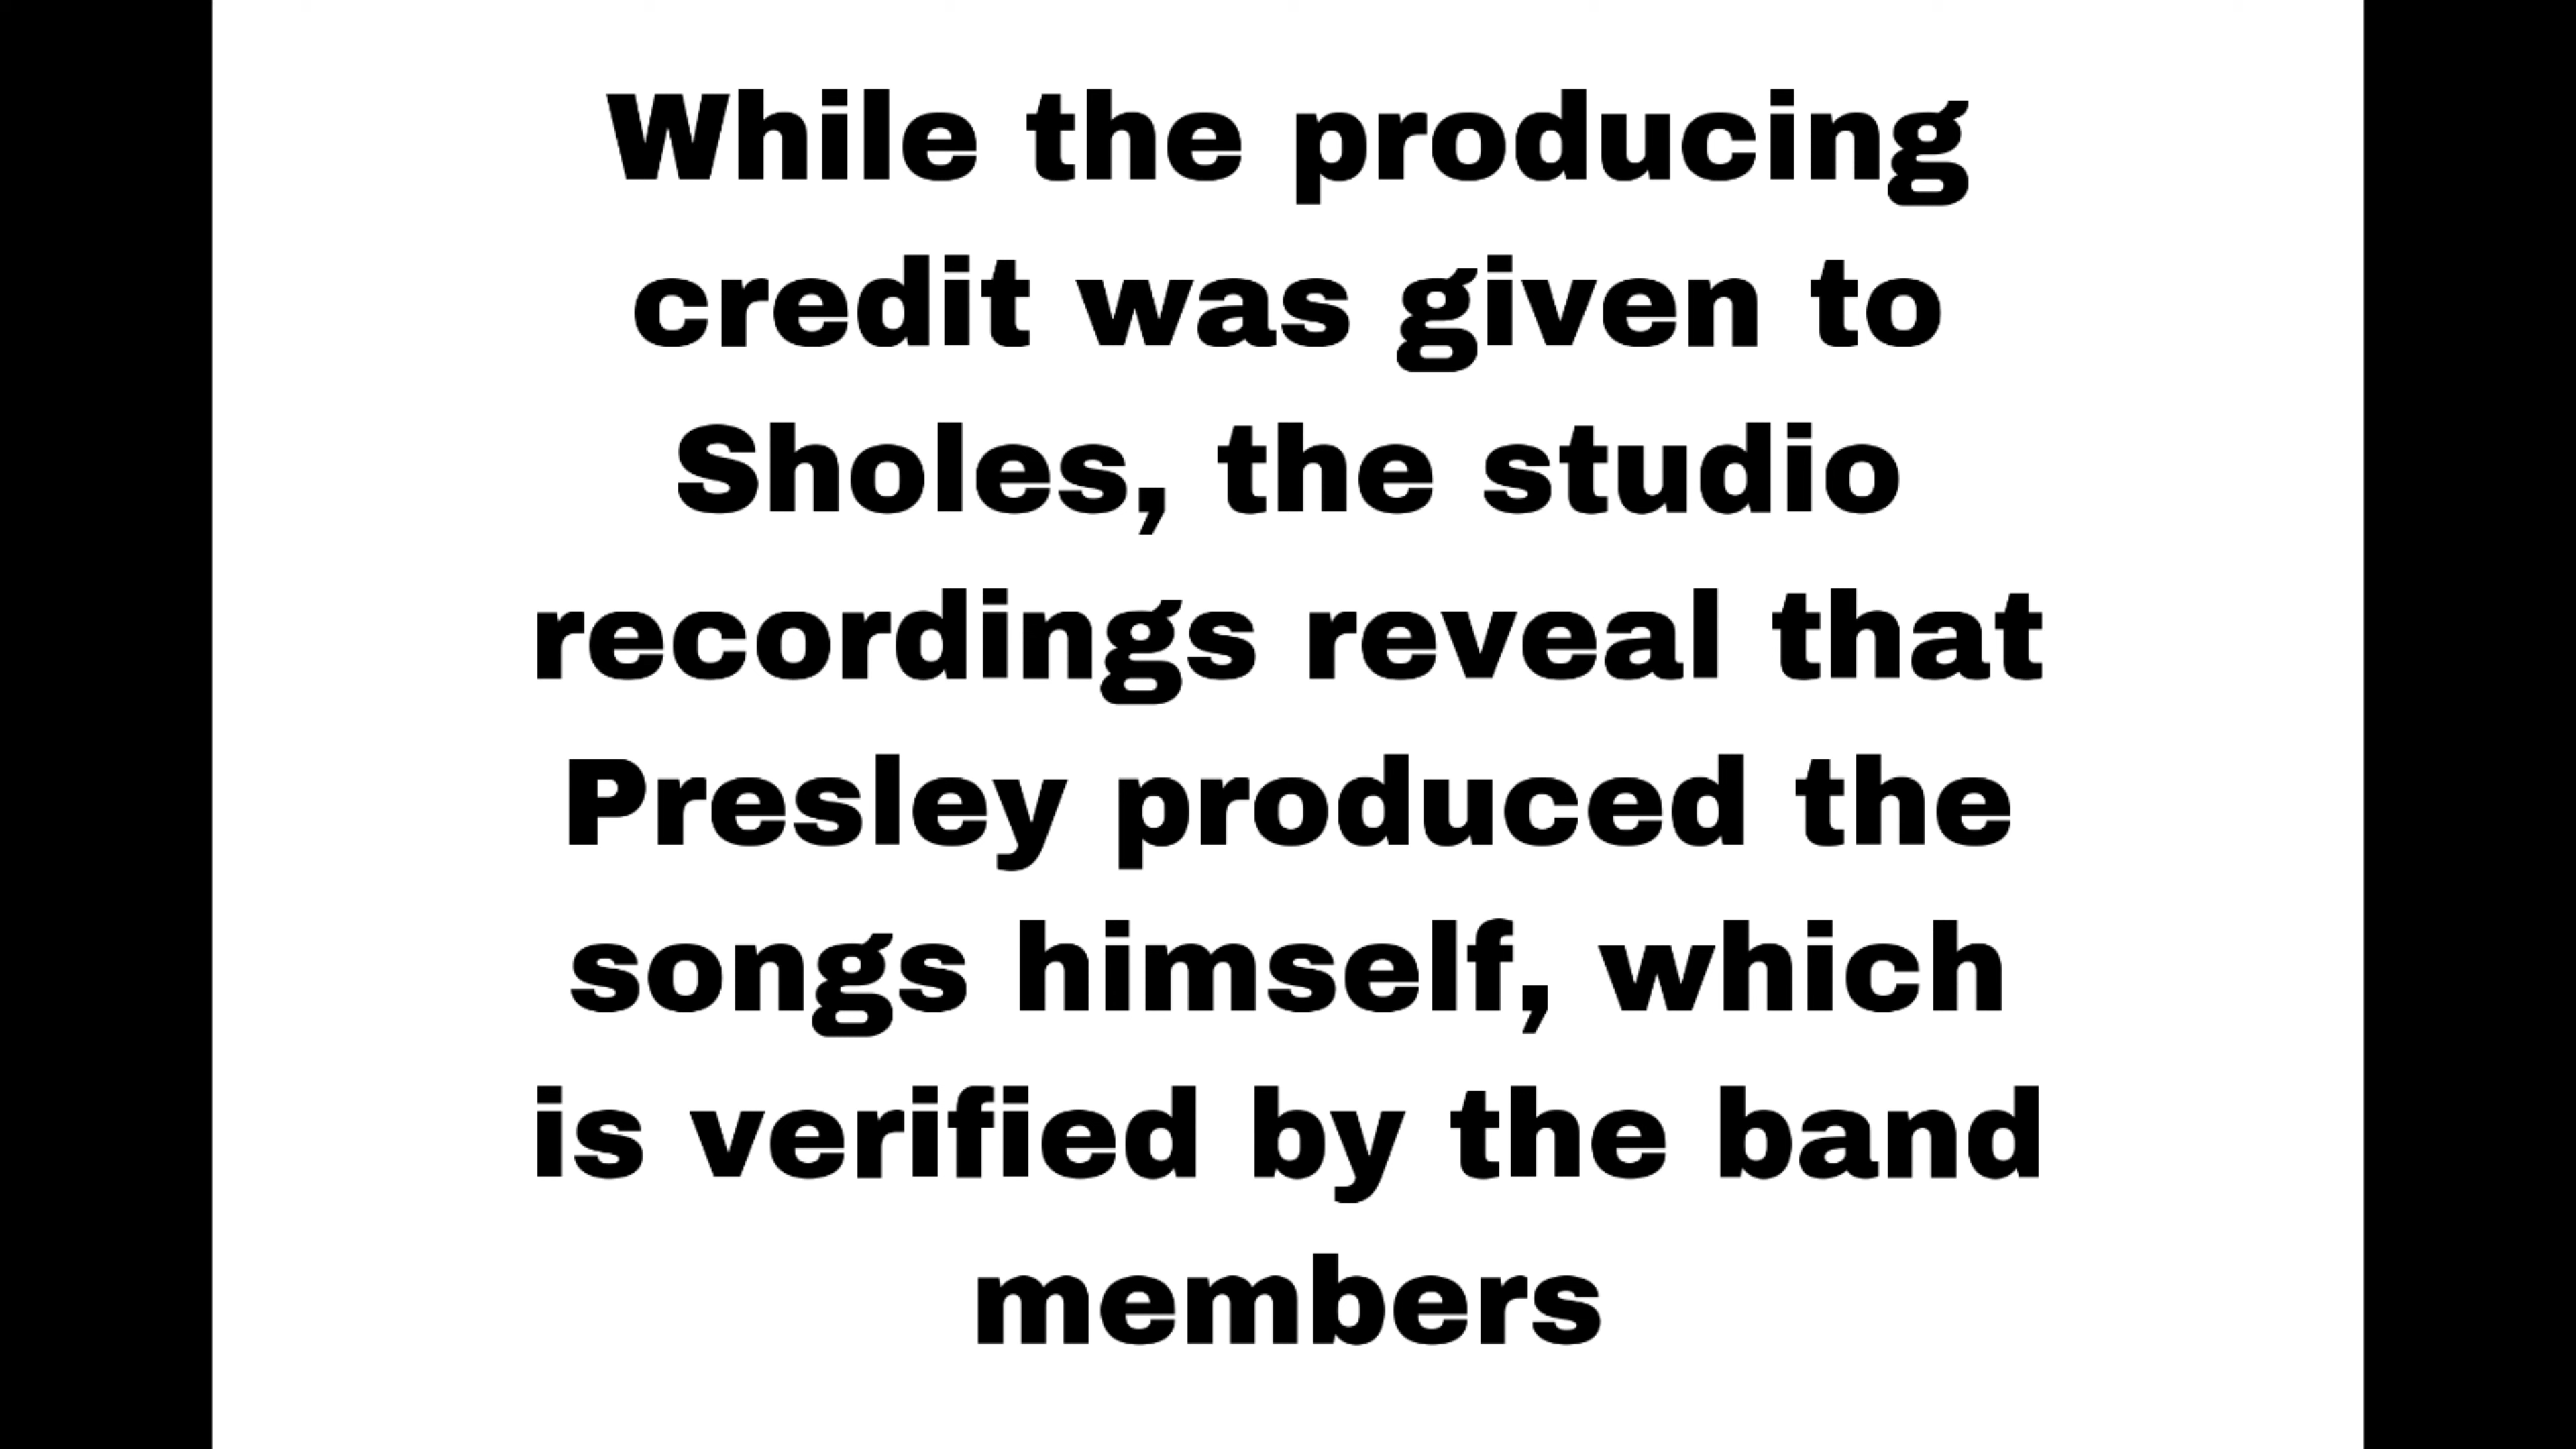 While the producing
credit was given to
Sholes, the studio
recordings reveal that
Presley produced the
songs himself, which
is verified by the band
members